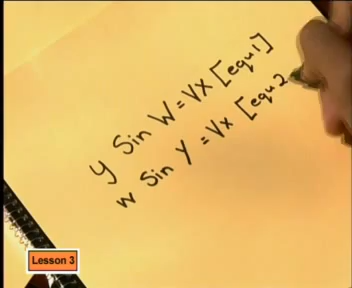 y Sin W = Vx [equ1]
w Sin Y = Vx [equ2
Lesson 3